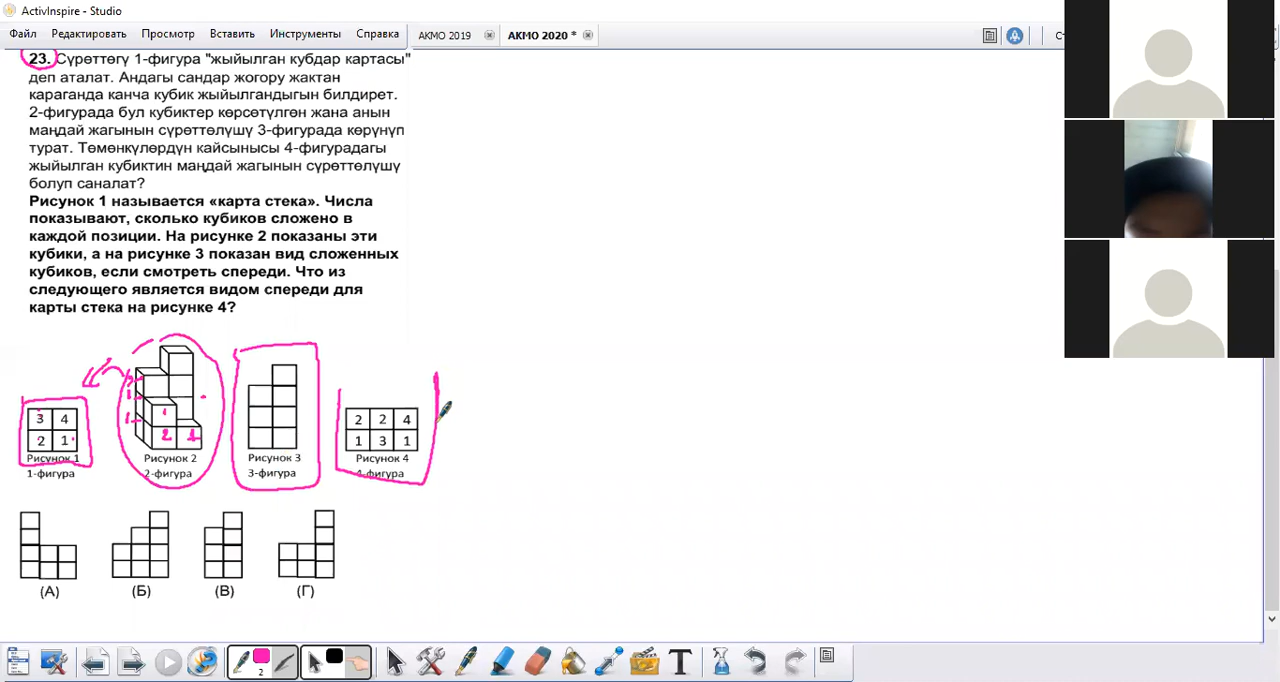 ActivInspire - Studio
Файл Редактировать Просмотр Вставить Инструменты Справка AKMO 2019 AKMO 2020 *
23. Сүрөттөгү 1-фигура "жыйылган кубдар картасы"
деп аталат. Андагы сандар жогору жактан
караганда канча кубик жыйылгандыгын билдирет.
2-фигурада бул кубиктер көрсөтүлгөн жана анын
маңдай жагынын сүрөттөлүшү 3-фигурада көрүнүп
турат. Төмөнкүлөрдүн кайсынысы 4-фигурадагы
жыйылган кубиктин маңдай жагынын сүрөттөлүшү
болуп саналат?
Рисунок 1 называется «карта стека». Числа
показывают, сколько кубиков сложено в
каждой позиции. На рисунке 2 показаны эти
кубики, а на рисунке 3 показан вид сложенных
кубиков, если смотреть спереди. Что из
следующего является видом спереди для
карты стека на рисунке 4?
3 4
2 1
Рисунок 1
1-фигура
1
2 1
Рисунок 2
2-фигура
Рисунок 3
3-фигура
2 2 4
1 3 1
Рисунок 4
4-фигура
(А) (Б) (В) (Г)
2